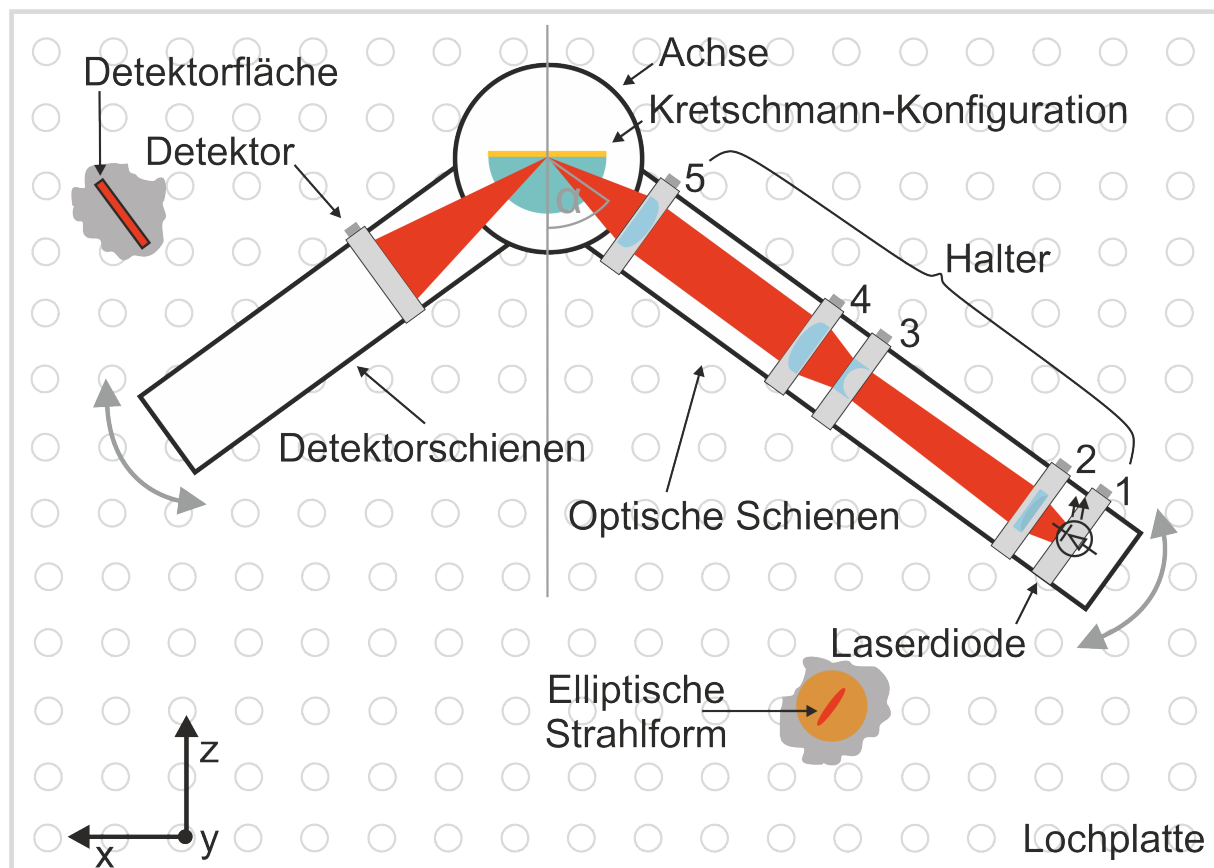 Achse
Detektorfläche
Kretschmann-Konfiguration
Detektor
α
5
Halter
4
3
Detektorschienen
2
1
Optische Schienen
Laserdiode
Elliptische
Strahlform
z
y
x
Lochplatte